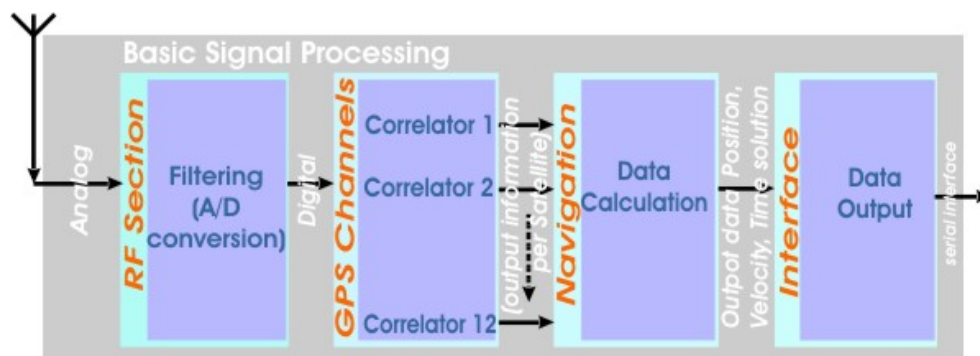 Basic Signal Processing
Analog
RF Section
Filtering
(A/D
conversion)
Digital
GPS Channels
Correlator 1
Correlator 2
Correlator 12
(output information
per Satellite)
Navigation
Data
Calculation
Outpot data Position,
Velocity, Time solution
Interface
Data
Output
serial interface